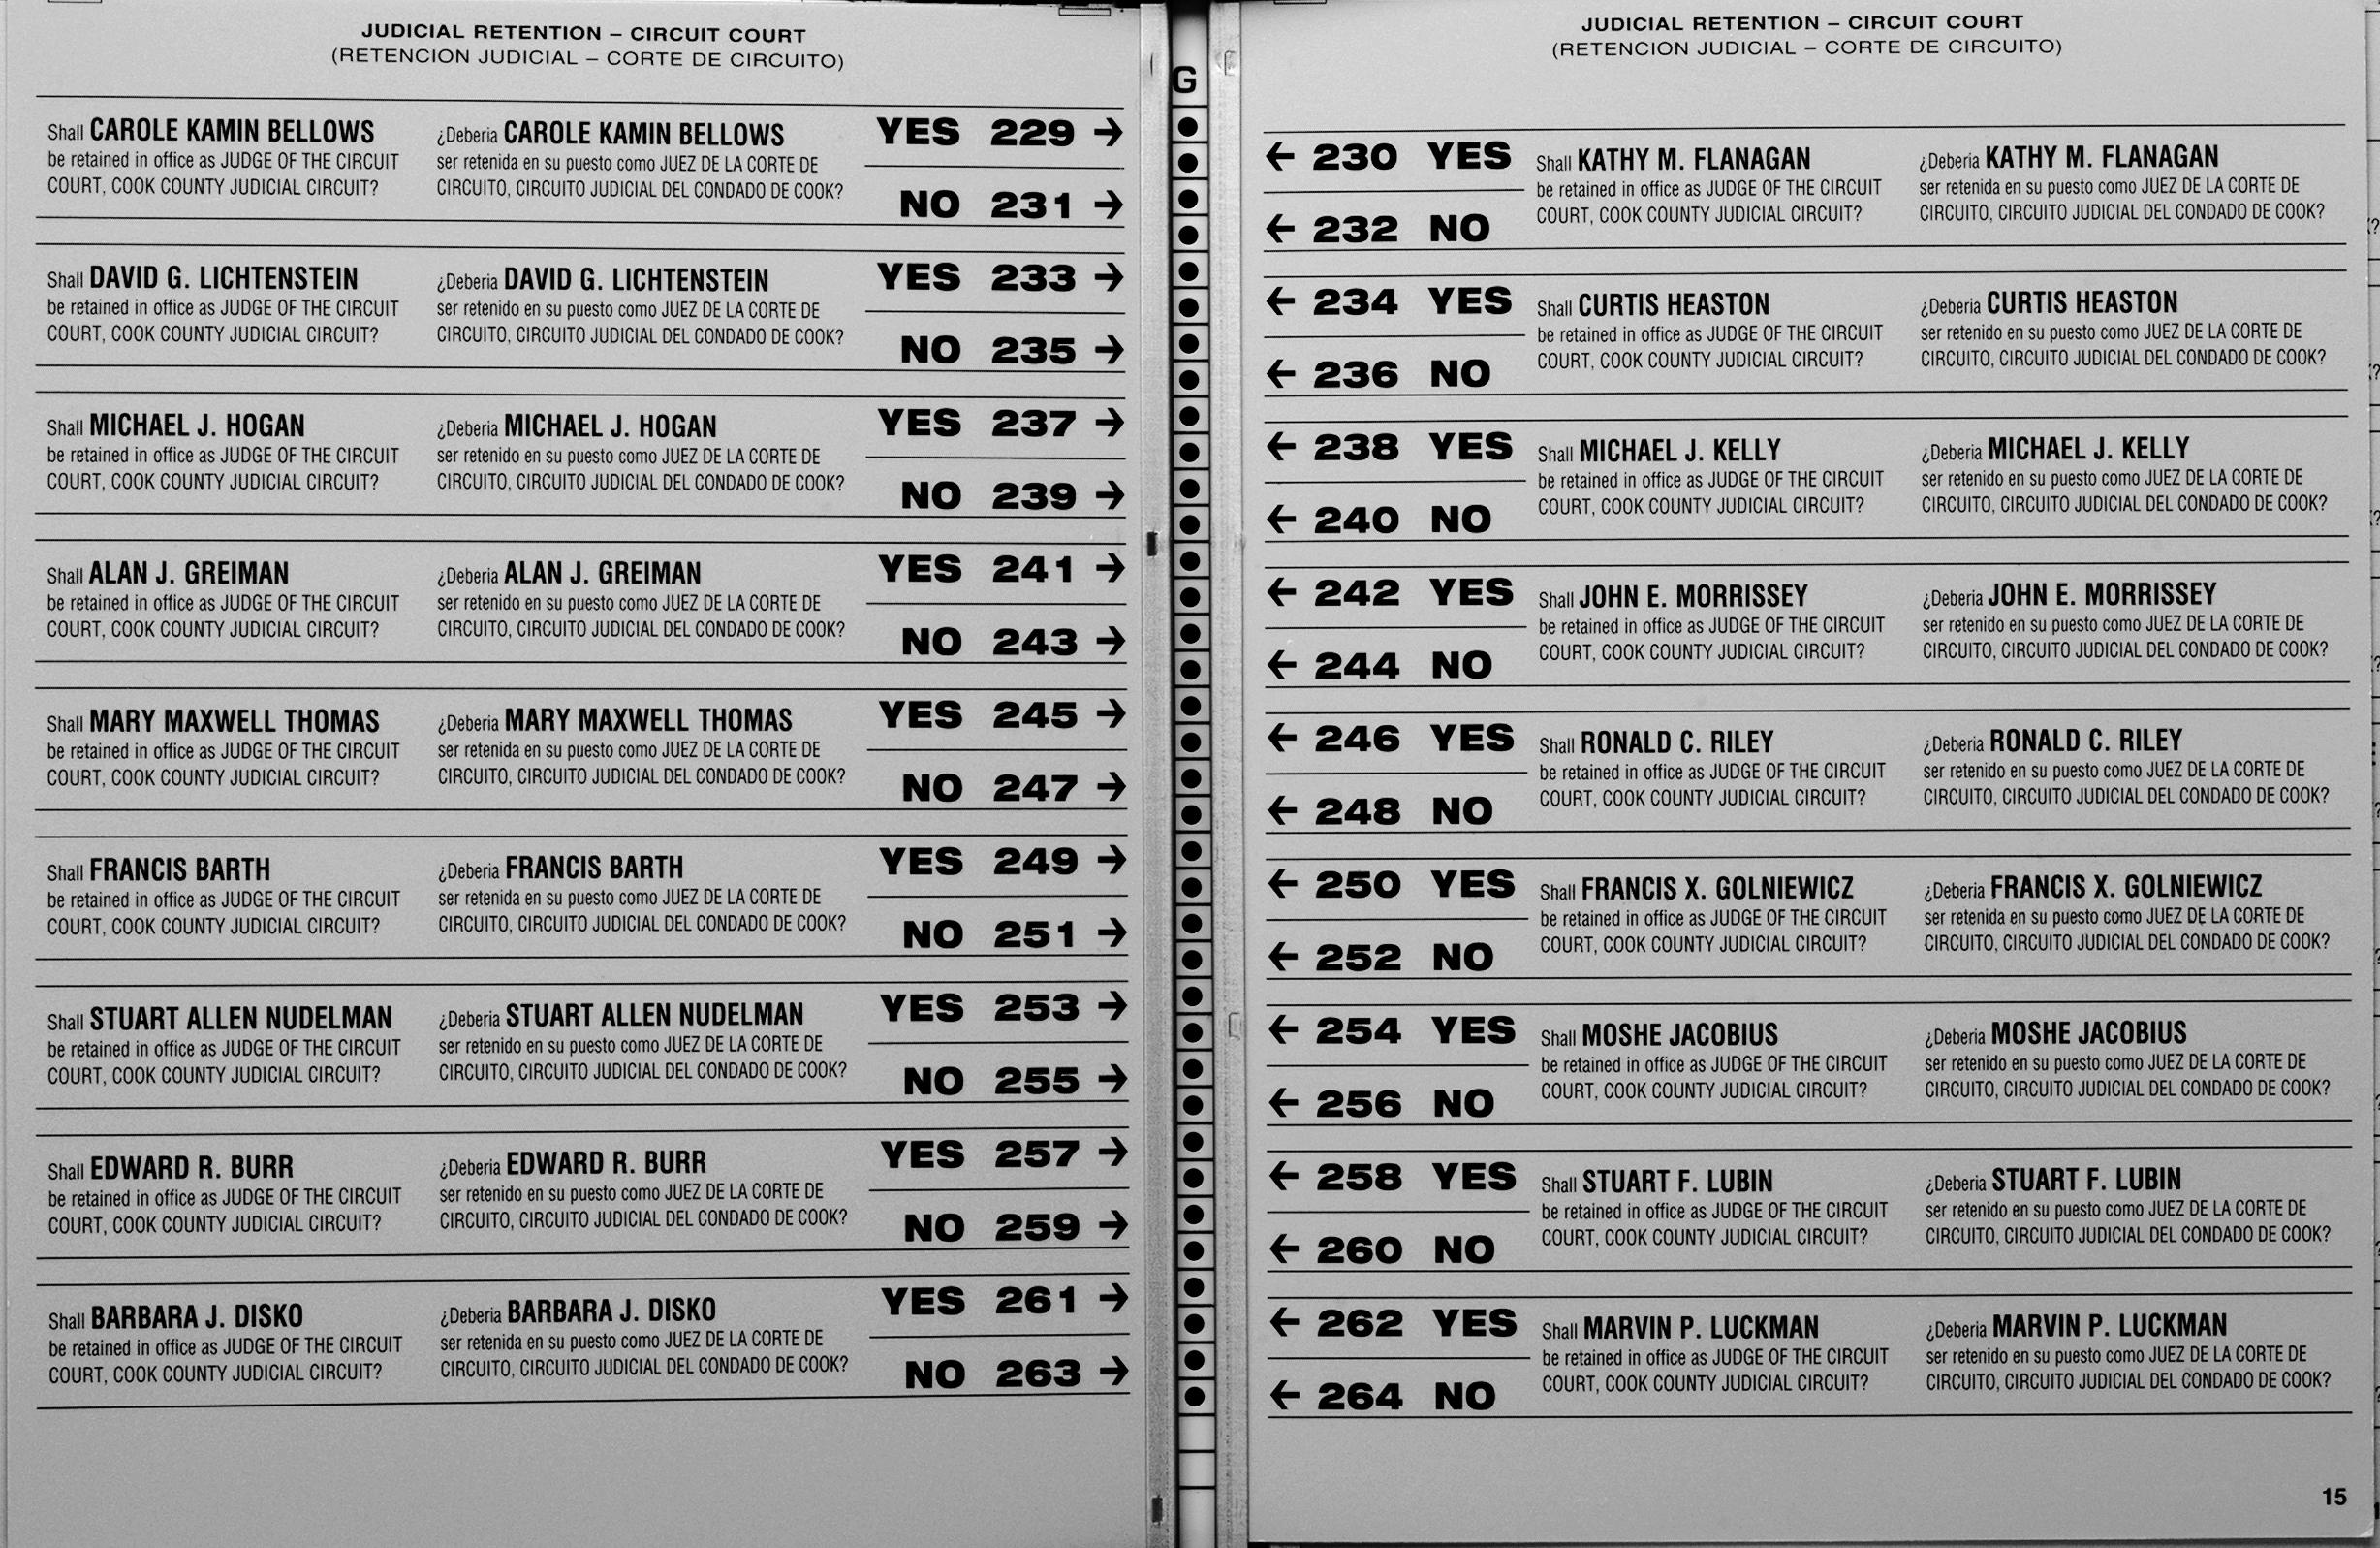 JUDICIAL RETENTION – CIRCUIT COURT
(RETENCION JUDICIAL – CORTE DE CIRCUITO)
Shall CAROLE KAMIN BELLOWS
be retained in office as JUDGE OF THE CIRCUIT
COURT, COOK COUNTY JUDICIAL CIRCUIT?
¿Deberia CAROLE KAMIN BELLOWS
ser retenida en su puesto como JUEZ DE LA CORTE DE
CIRCUITO, CIRCUITO JUDICIAL DEL CONDADO DE COOK?
YES 229 →
NO 231 →
Shall DAVID G. LICHTENSTEIN
be retained in office as JUDGE OF THE CIRCUIT
COURT, COOK COUNTY JUDICIAL CIRCUIT?
¿Deberia DAVID G. LICHTENSTEIN
ser retenido en su puesto como JUEZ DE LA CORTE DE
CIRCUITO, CIRCUITO JUDICIAL DEL CONDADO DE COOK?
YES 233 →
NO 235 →
Shall MICHAEL J. HOGAN
be retained in office as JUDGE OF THE CIRCUIT
COURT, COOK COUNTY JUDICIAL CIRCUIT?
¿Deberia MICHAEL J. HOGAN
ser retenido en su puesto como JUEZ DE LA CORTE DE
CIRCUITO, CIRCUITO JUDICIAL DEL CONDADO DE COOK?
YES 237 →
NO 239 →
Shall ALAN J. GREIMAN
be retained in office as JUDGE OF THE CIRCUIT
COURT, COOK COUNTY JUDICIAL CIRCUIT?
¿Deberia ALAN J. GREIMAN
ser retenido en su puesto como JUEZ DE LA CORTE DE
CIRCUITO, CIRCUITO JUDICIAL DEL CONDADO DE COOK?
YES 241 →
NO 243 →
Shall MARY MAXWELL THOMAS
be retained in office as JUDGE OF THE CIRCUIT
COURT, COOK COUNTY JUDICIAL CIRCUIT?
¿Deberia MARY MAXWELL THOMAS
ser retenida en su puesto como JUEZ DE LA CORTE DE
CIRCUITO, CIRCUITO JUDICIAL DEL CONDADO DE COOK?
YES 245 →
NO 247 →
Shall FRANCIS BARTH
be retained in office as JUDGE OF THE CIRCUIT
COURT, COOK COUNTY JUDICIAL CIRCUIT?
¿Deberia FRANCIS BARTH
ser retenida en su puesto como JUEZ DE LA CORTE DE
CIRCUITO, CIRCUITO JUDICIAL DEL CONDADO DE COOK?
YES 249 →
NO 251 →
Shall STUART ALLEN NUDELMAN
be retained in office as JUDGE OF THE CIRCUIT
COURT, COOK COUNTY JUDICIAL CIRCUIT?
¿Deberia STUART ALLEN NUDELMAN
ser retenido en su puesto como JUEZ DE LA CORTE DE
CIRCUITO, CIRCUITO JUDICIAL DEL CONDADO DE COOK?
YES 253 →
NO 255 →
Shall EDWARD R. BURR
be retained in office as JUDGE OF THE CIRCUIT
COURT, COOK COUNTY JUDICIAL CIRCUIT?
¿Deberia EDWARD R. BURR
ser retenido en su puesto como JUEZ DE LA CORTE DE
CIRCUITO, CIRCUITO JUDICIAL DEL CONDADO DE COOK?
YES 257 →
NO 259 →
Shall BARBARA J. DISKO
be retained in office as JUDGE OF THE CIRCUIT
COURT, COOK COUNTY JUDICIAL CIRCUIT?
¿Deberia BARBARA J. DISKO
ser retenida en su puesto como JUEZ DE LA CORTE DE
CIRCUITO, CIRCUITO JUDICIAL DEL CONDADO DE COOK?
YES 261 →
NO 263 →
G
JUDICIAL RETENTION – CIRCUIT COURT
(RETENCION JUDICIAL – CORTE DE CIRCUITO)
← 230 YES
← 232 NO
Shall KATHY M. FLANAGAN
be retained in office as JUDGE OF THE CIRCUIT
COURT, COOK COUNTY JUDICIAL CIRCUIT?
¿Deberia KATHY M. FLANAGAN
ser retenida en su puesto como JUEZ DE LA CORTE DE
CIRCUITO, CIRCUITO JUDICIAL DEL CONDADO DE COOK?
← 234 YES
← 236 NO
Shall CURTIS HEASTON
be retained in office as JUDGE OF THE CIRCUIT
COURT, COOK COUNTY JUDICIAL CIRCUIT?
¿Deberia CURTIS HEASTON
ser retenido en su puesto como JUEZ DE LA CORTE DE
CIRCUITO, CIRCUITO JUDICIAL DEL CONDADO DE COOK?
← 238 YES
← 240 NO
Shall MICHAEL J. KELLY
be retained in office as JUDGE OF THE CIRCUIT
COURT, COOK COUNTY JUDICIAL CIRCUIT?
¿Deberia MICHAEL J. KELLY
ser retenido en su puesto como JUEZ DE LA CORTE DE
CIRCUITO, CIRCUITO JUDICIAL DEL CONDADO DE COOK?
← 242 YES
← 244 NO
Shall JOHN E. MORRISSEY
be retained in office as JUDGE OF THE CIRCUIT
COURT, COOK COUNTY JUDICIAL CIRCUIT?
¿Deberia JOHN E. MORRISSEY
ser retenido en su puesto como JUEZ DE LA CORTE DE
CIRCUITO, CIRCUITO JUDICIAL DEL CONDADO DE COOK?
← 246 YES
← 248 NO
Shall RONALD C. RILEY
be retained in office as JUDGE OF THE CIRCUIT
COURT, COOK COUNTY JUDICIAL CIRCUIT?
¿Deberia RONALD C. RILEY
ser retenido en su puesto como JUEZ DE LA CORTE DE
CIRCUITO, CIRCUITO JUDICIAL DEL CONDADO DE COOK?
← 250 YES
← 252 NO
Shall FRANCIS X. GOLNIEWICZ
be retained in office as JUDGE OF THE CIRCUIT
COURT, COOK COUNTY JUDICIAL CIRCUIT?
¿Deberia FRANCIS X. GOLNIEWICZ
ser retenida en su puesto como JUEZ DE LA CORTE DE
CIRCUITO, CIRCUITO JUDICIAL DEL CONDADO DE COOK?
← 254 YES
← 256 NO
Shall MOSHE JACOBIUS
be retained in office as JUDGE OF THE CIRCUIT
COURT, COOK COUNTY JUDICIAL CIRCUIT?
¿Deberia MOSHE JACOBIUS
ser retenido en su puesto como JUEZ DE LA CORTE DE
CIRCUITO, CIRCUITO JUDICIAL DEL CONDADO DE COOK?
← 258 YES
← 260 NO
Shall STUART F. LUBIN
be retained in office as JUDGE OF THE CIRCUIT
COURT, COOK COUNTY JUDICIAL CIRCUIT?
¿Deberia STUART F. LUBIN
ser retenido en su puesto como JUEZ DE LA CORTE DE
CIRCUITO, CIRCUITO JUDICIAL DEL CONDADO DE COOK?
← 262 YES
← 264 NO
Shall MARVIN P. LUCKMAN
be retained in office as JUDGE OF THE CIRCUIT
COURT, COOK COUNTY JUDICIAL CIRCUIT?
¿Deberia MARVIN P. LUCKMAN
ser retenido en su puesto como JUEZ DE LA CORTE DE
CIRCUITO, CIRCUITO JUDICIAL DEL CONDADO DE COOK?
15